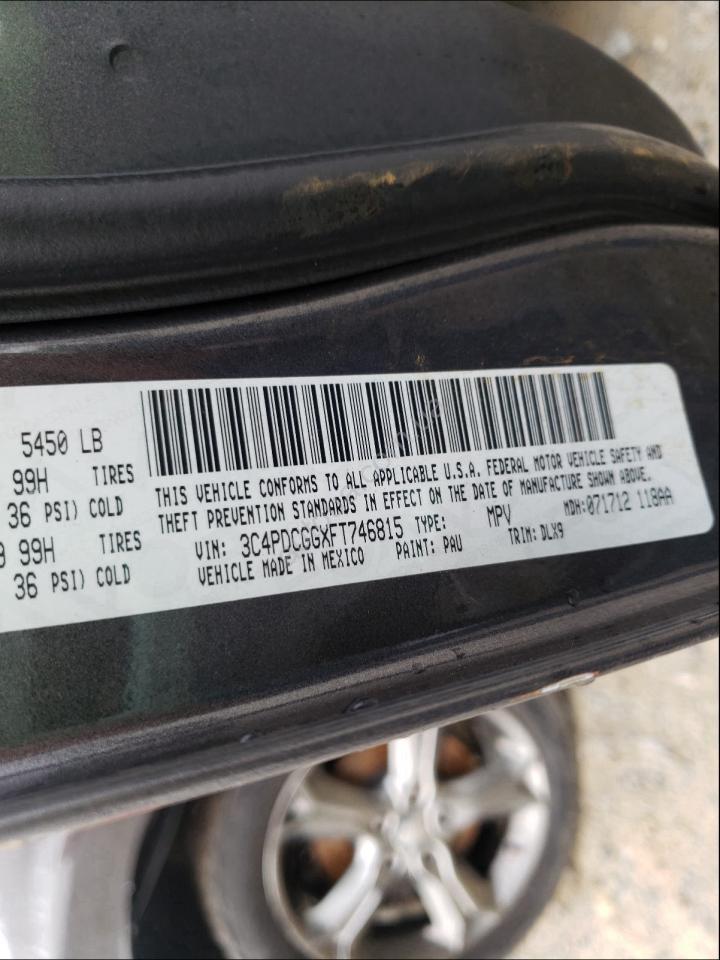 5450 LB
99H TIRES
36 PSI) COLD
99H TIRES
36 PSI) COLD
THIS VEHICLE CONFORMS TO ALL APPLICABLE U.S.A. FEDERAL MOTOR VEHICLE SAFETY AND
THEFT PREVENTION STANDARDS IN EFFECT ON THE DATE OF MANUFACTURE SHOWN ABOVE.
VIN: 3C4PDCGGXFT746815 TYPE: MPV MDH: 071712 118AA
VEHICLE MADE IN MEXICO PAINT: PAU TRIM: DLX9